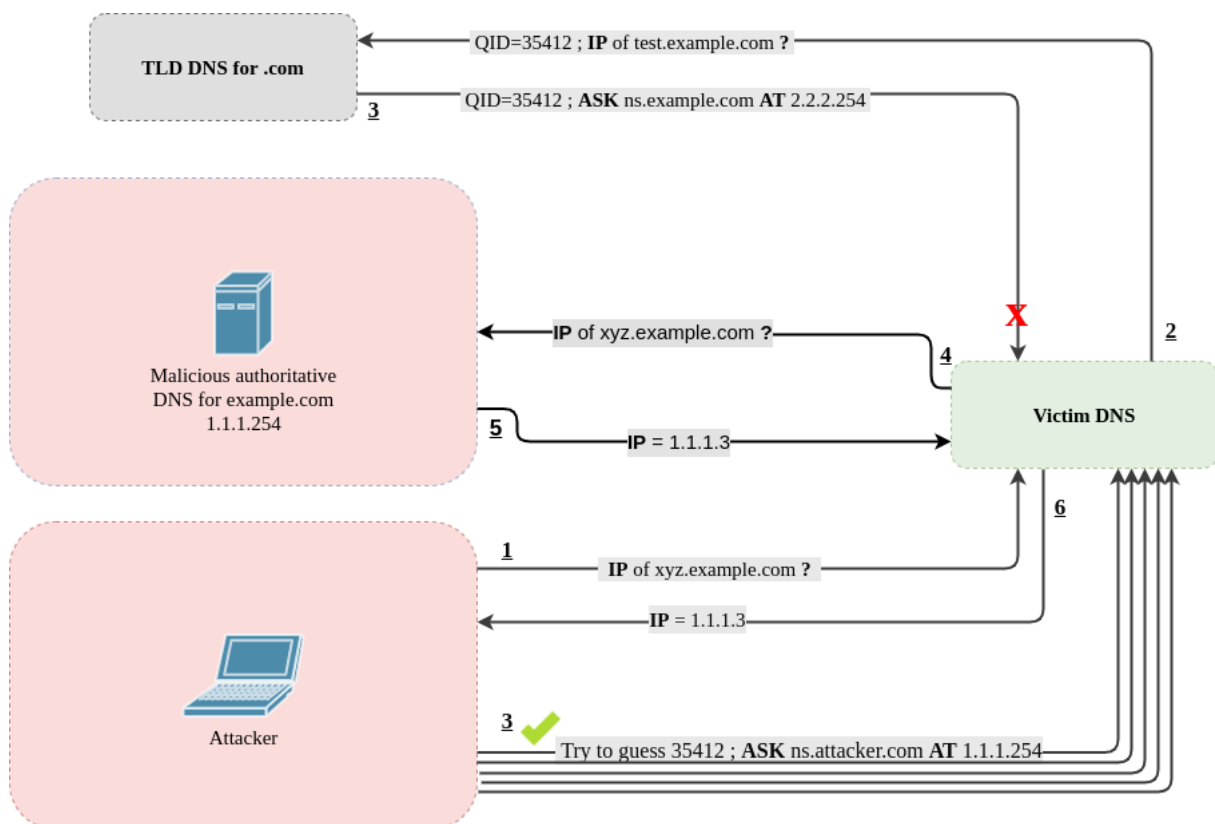 QID=35412 ; IP of test.example.com ?
TLD DNS for .com
QID=35412 ; ASK ns.example.com AT 2.2.2.254
3
X
2
IP of xyz.example.com ?
4
Malicious authoritative
DNS for example.com
1.1.1.254
Victim DNS
5
IP = 1.1.1.3
6
1
IP of xyz.example.com ?
IP = 1.1.1.3
3
Attacker
Try to guess 35412 ; ASK ns.attacker.com AT 1.1.1.254